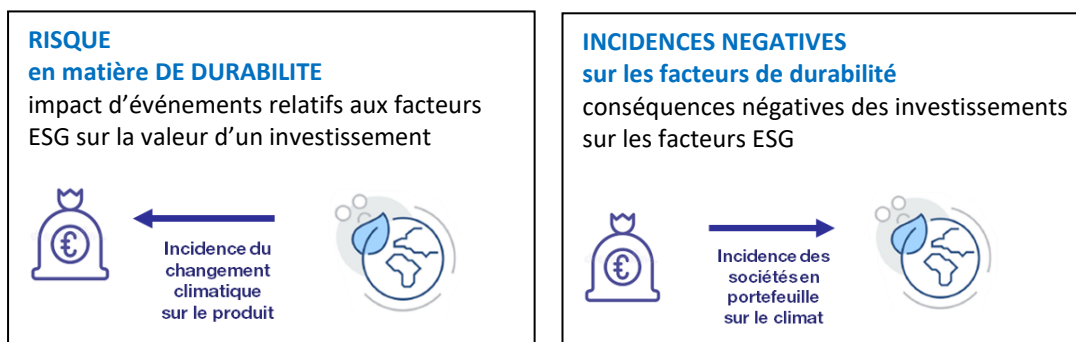 RISQUE
en matière DE DURABILITE
impact d’événements relatifs aux facteurs
ESG sur la valeur d’un investissement
€
Incidence du
changement
climatique
sur le produit
INCIDENCES NEGATIVES
sur les facteurs de durabilité
conséquences négatives des investissements
sur les facteurs ESG
€
Incidence des
sociétés en
portefeuille
sur le climat